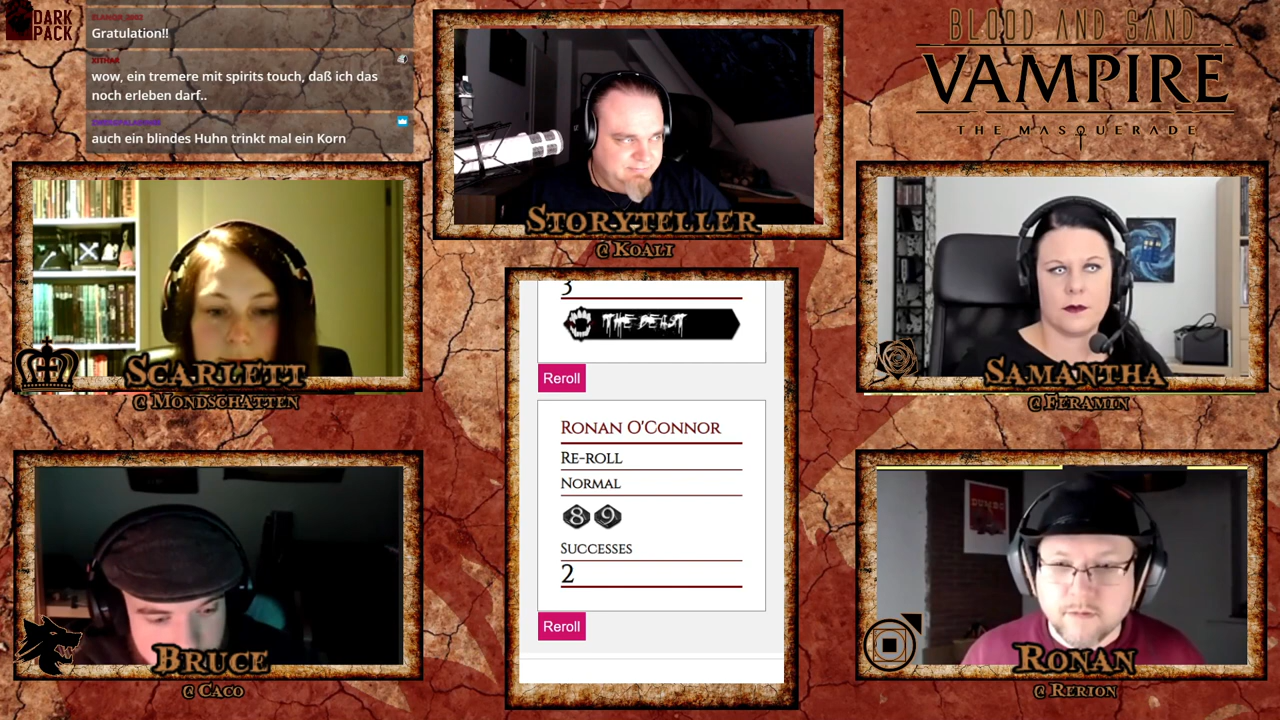 DARK
PACK
Gratulation!!
XITHRA
wow, ein tremere mit spirits touch, daß ich das
noch erleben darf..
auch ein blindes Huhn trinkt mal ein Korn
BLOOD AND SAND
VAMPIRE
THE MASQUERADE
STORYTELLER
@ KOALI
SCARLETT
@ MONDSCHATTEN
SAMANTHA
@ FERAMIN
BRUCE
@ CACO
RONAN
@ RERION
DUMBO
3
THE BEAST
Reroll
RONAN O'CONNOR
RE-ROLL
NORMAL
8 9
SUCCESSES
2
Reroll